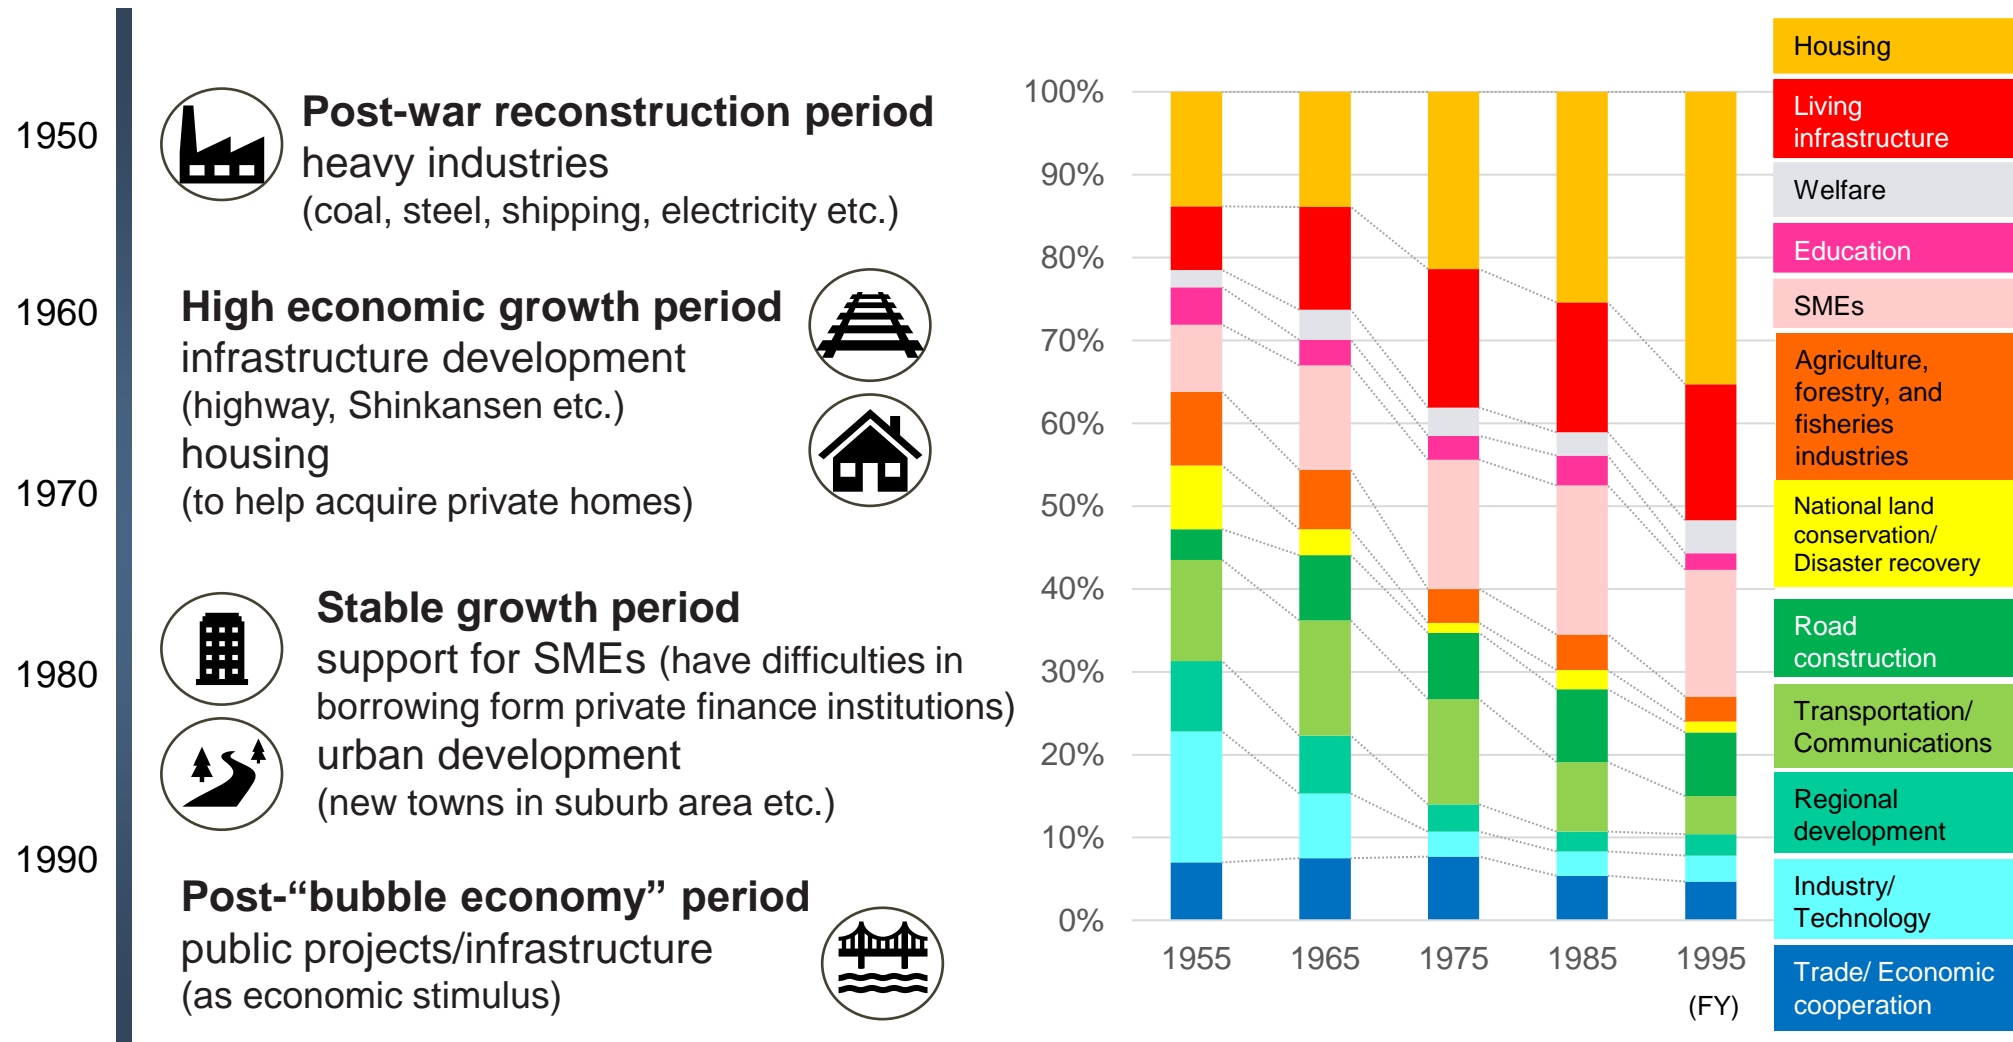 1950
1960
1970
1980
1990
Post-war reconstruction period
heavy industries
(coal, steel, shipping, electricity etc.)
High economic growth period
infrastructure development
(highway, Shinkansen etc.)
housing
(to help acquire private homes)
Stable growth period
support for SMEs (have difficulties in
borrowing form private finance institutions)
urban development
(new towns in suburb area etc.)
Post-“bubble economy” period
public projects/infrastructure
(as economic stimulus)
100%
90%
80%
70%
60%
50%
40%
30%
20%
10%
0%
1955 1965 1975 1985 1995
(FY)
Housing
Living
infrastructure
Welfare
Education
SMEs
Agriculture,
forestry, and
fisheries
industries
National land
conservation/
Disaster recovery
Road
construction
Transportation/
Communications
Regional
development
Industry/
Technology
Trade/ Economic
cooperation